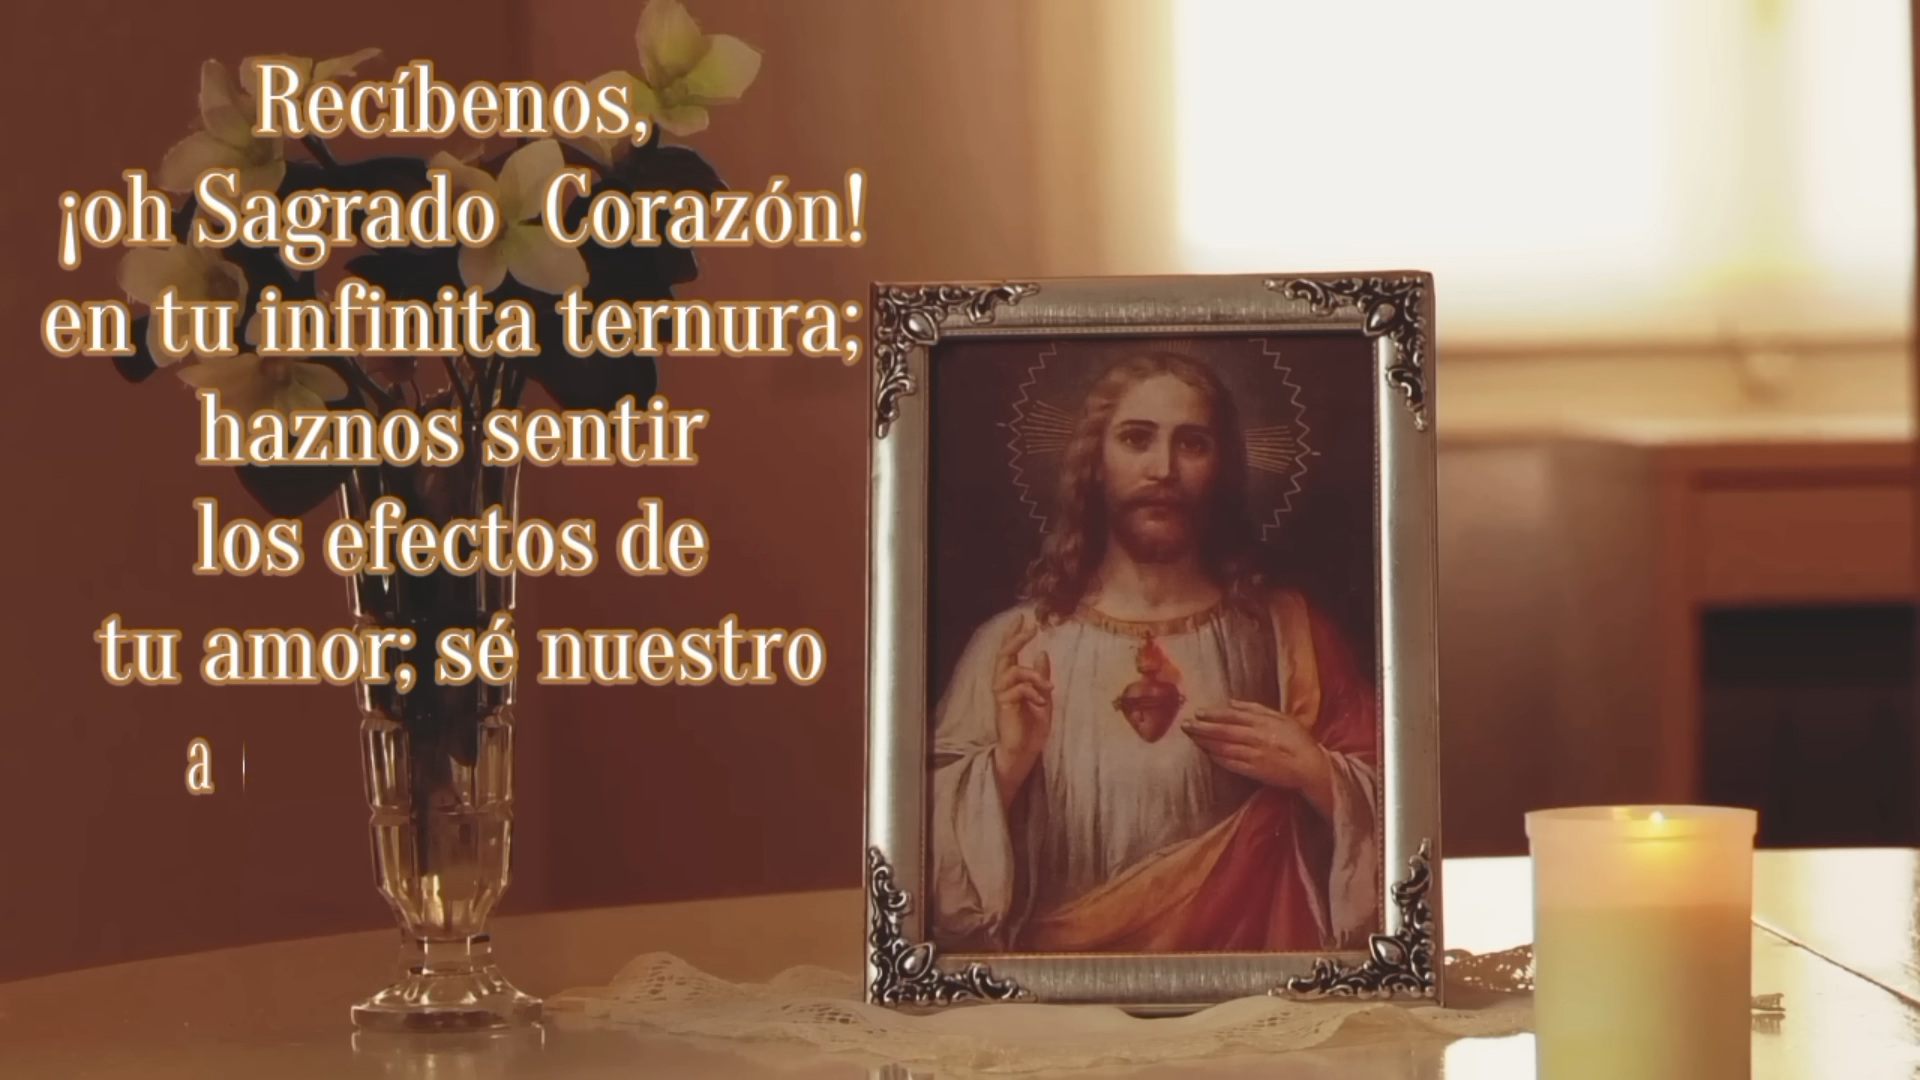 Recíbenos,
¡oh Sagrado Corazón!
en tu infinita ternura;
haznos sentir
los efectos de
tu amor; sé nuestro
a